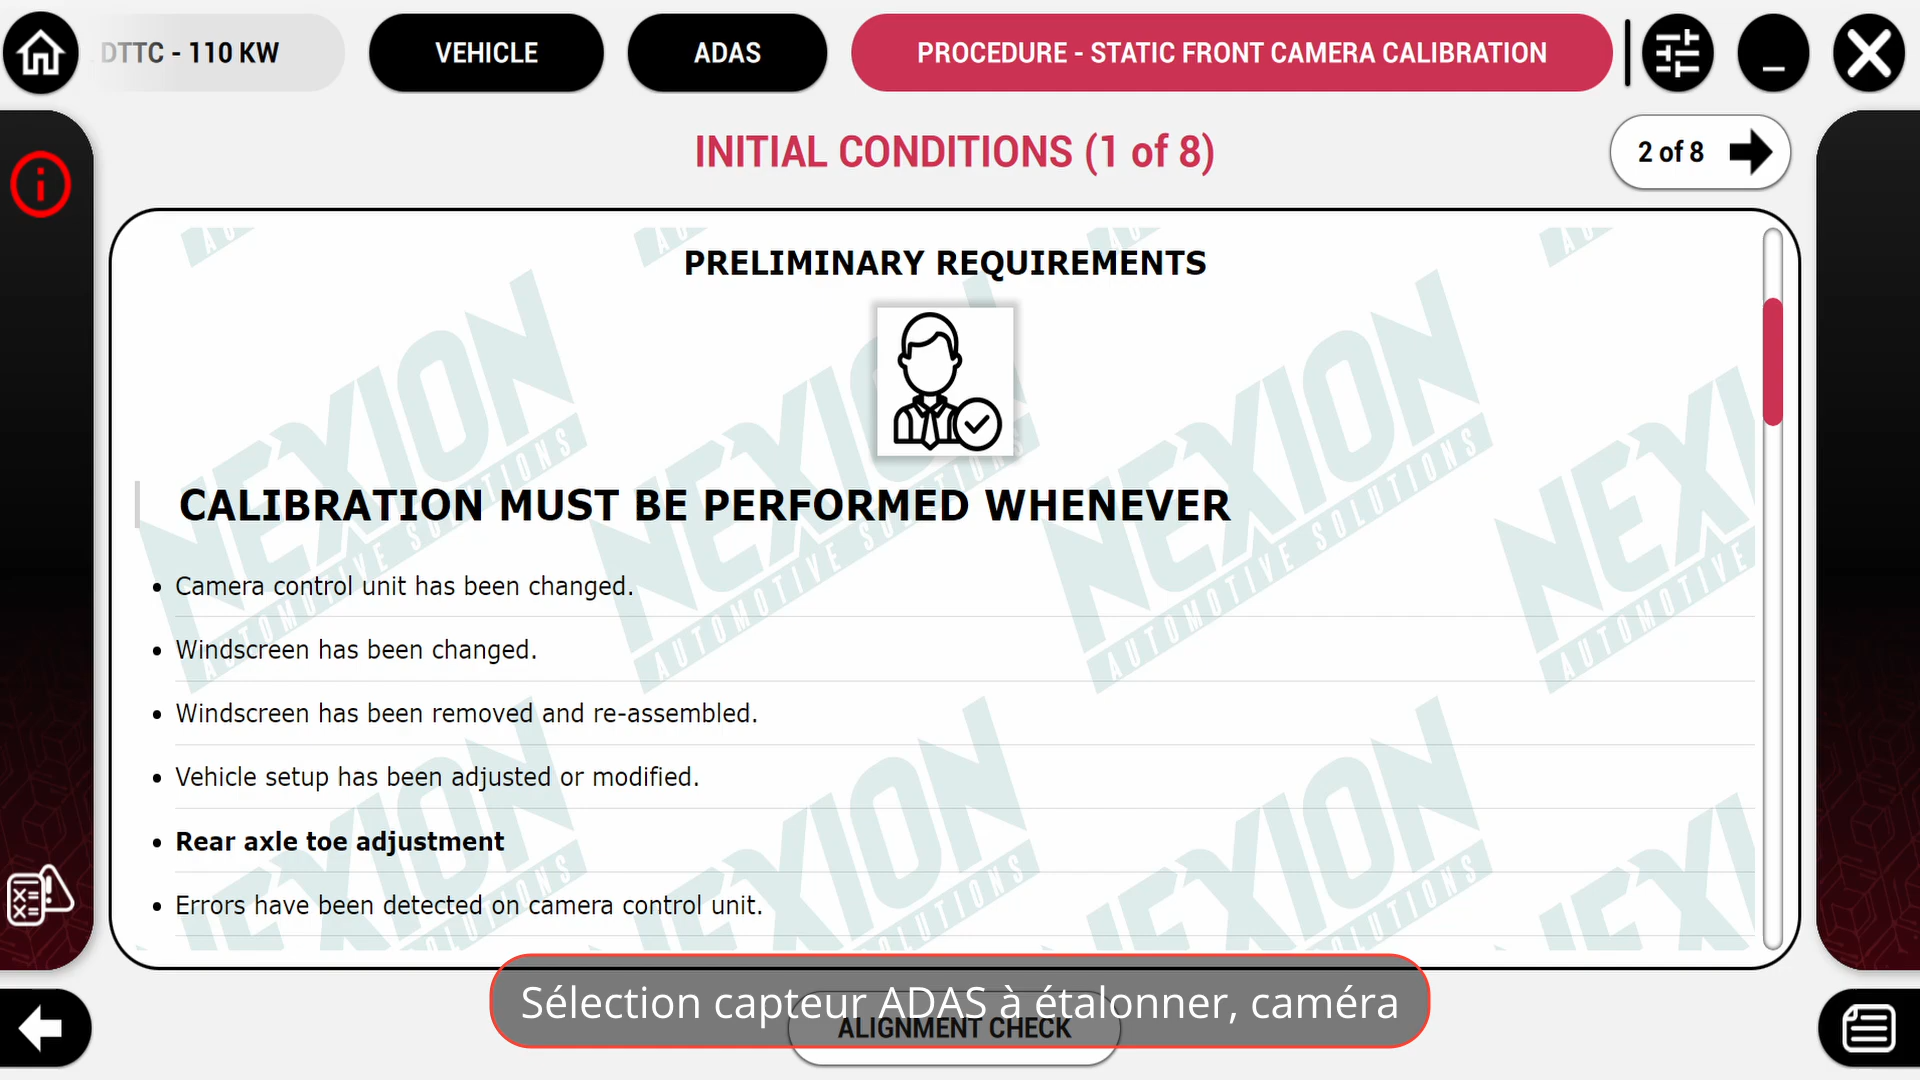 DTTC - 110 KW
VEHICLE
ADAS
PROCEDURE - STATIC FRONT CAMERA CALIBRATION
INITIAL CONDITIONS (1 of 8)
2 of 8
PRELIMINARY REQUIREMENTS
CALIBRATION MUST BE PERFORMED WHENEVER
• Camera control unit has been changed.
• Windscreen has been changed.
• Windscreen has been removed and re-assembled.
• Vehicle setup has been adjusted or modified.
• Rear axle toe adjustment
• Errors have been detected on camera control unit.
Sélection capteur ADAS à étalonner, caméra
ALIGNMENT CHECK
NEXION
AUTOMOTIVE SOLUTIONS